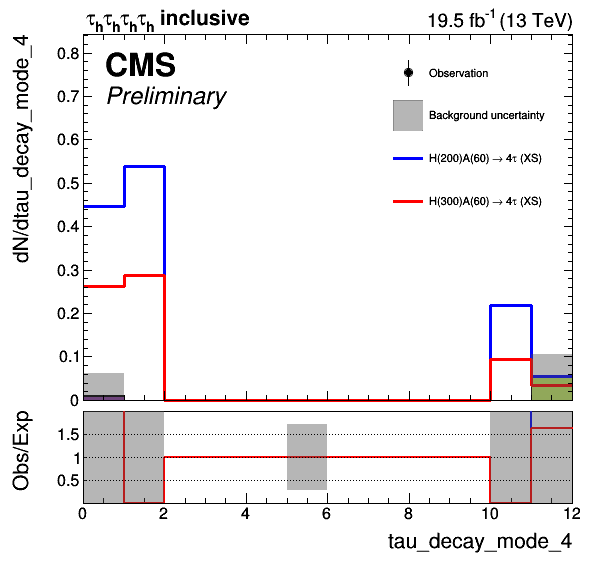 τhτhτhτh inclusive
19.5 fb-1 (13 TeV)
CMS
Preliminary
Observation
Background uncertainty
H(200)A(60) → 4τ (XS)
H(300)A(60) → 4τ (XS)
dN/dtau_decay_mode_4
0.8
0.7
0.6
0.5
0.4
0.3
0.2
0.1
0
Obs/Exp
1.5
1
0.5
0 2 4 6 8 10 12
tau_decay_mode_4